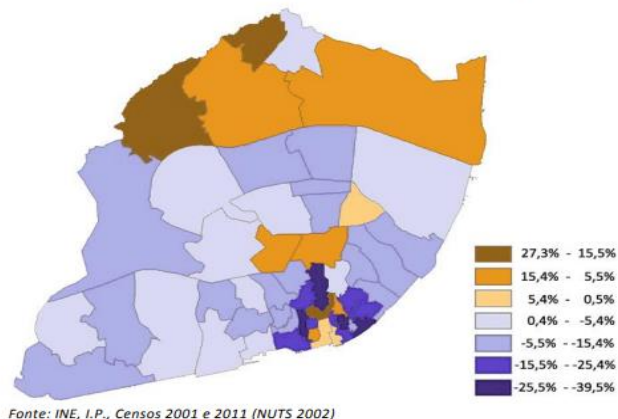 27,3% - 15,5%
15,4% - 5,5%
5,4% - 0,5%
0,4% - -5,4%
-5,5% - -15,4%
-15,5% - -25,4%
-25,5% - -39,5%
Fonte: INE, I.P., Censos 2001 e 2011 (NUTS 2002)